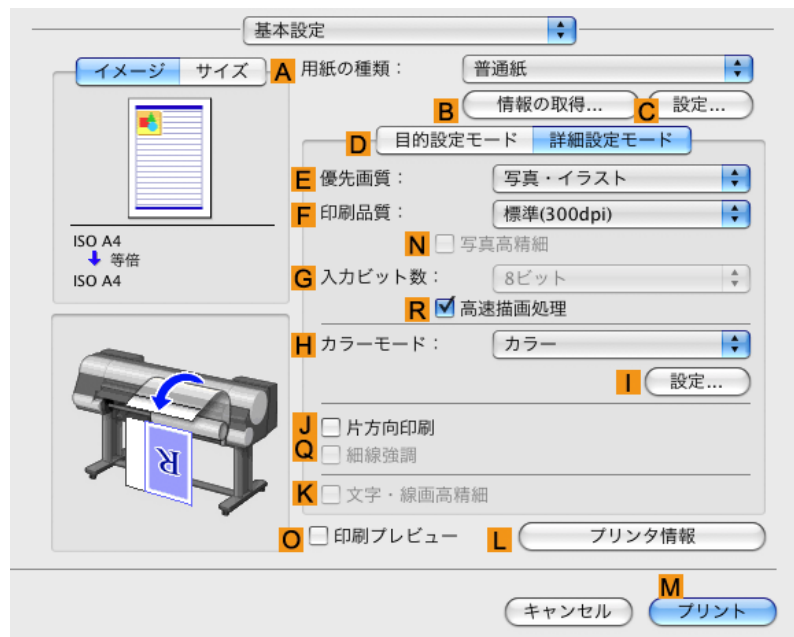 基本設定
イメージ サイズ
A 用紙の種類： 普通紙
B 情報の取得... C 設定...
D 目的設定モード 詳細設定モード
E 優先画質： 写真・イラスト
F 印刷品質： 標準(300dpi)
N 写真高精細
ISO A4
等倍
ISO A4
G 入力ビット数： 8ビット
R 高速描画処理
H カラーモード： カラー
I 設定...
J 片方向印刷
Q 細線強調
R
K 文字・線画高精細
O 印刷プレビュー L プリンタ情報
M
キャンセル プリント